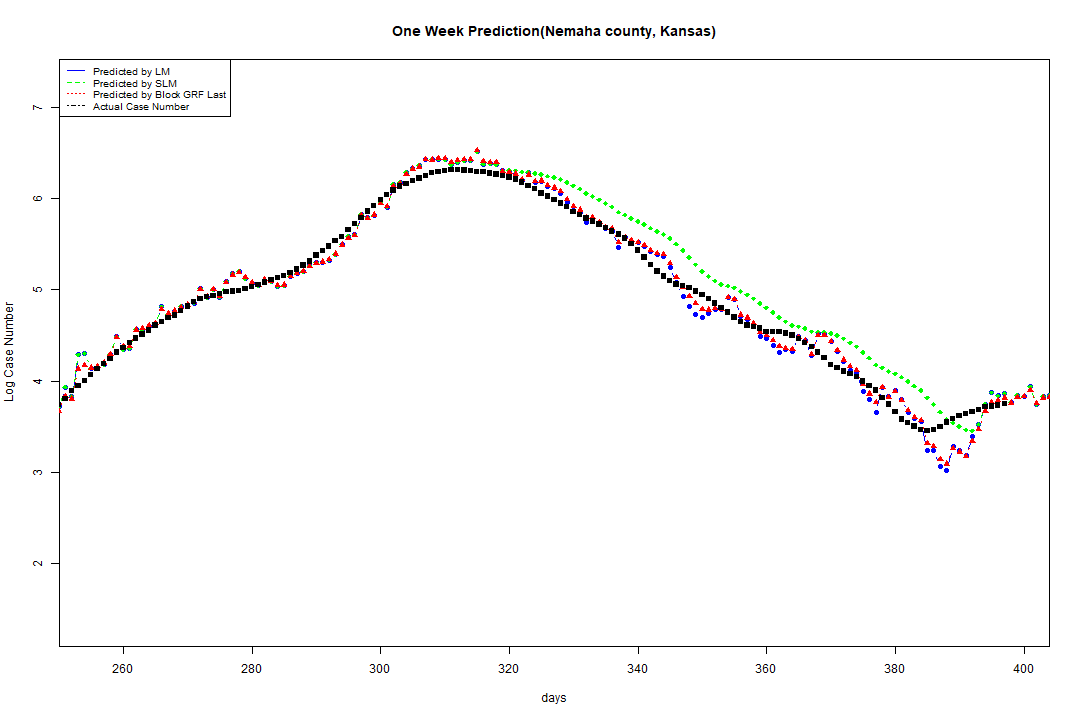 One Week Prediction(Nemaha county, Kansas)
Predicted by LM
Predicted by SLM
Predicted by Block GRF Last
Actual Case Number
7
6
5
4
3
2
Log Case Number
260 280 300 320 340 360 380 400
days